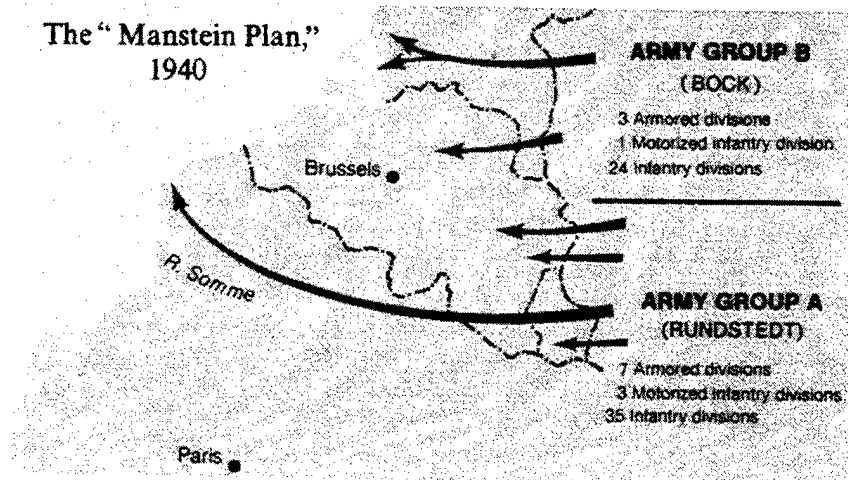 The “ Manstein Plan,”
1940
ARMY GROUP B
(BOCK)
3 Armored divisions
1 Motorized infantry division
24 Infantry divisions
Brussels
R. Somme
ARMY GROUP A
(RUNDSTEDT)
7 Armored divisions
3 Motorized infantry divisions
35 Infantry divisions
Paris